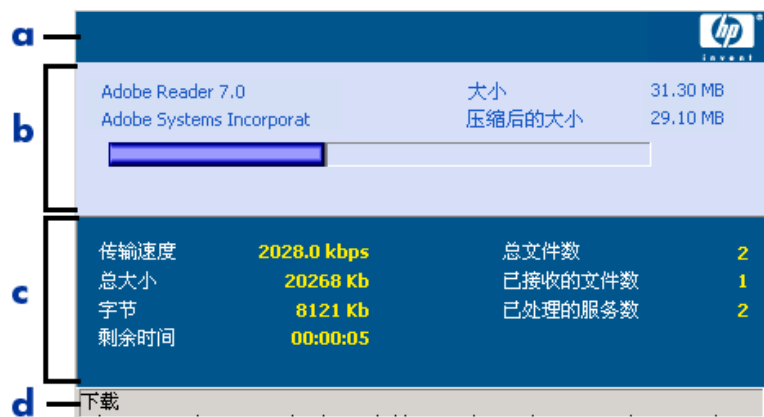 a
hp
invent
b
Adobe Reader 7.0 大小 31.30 MB
Adobe Systems Incorporat 压缩后的大小 29.10 MB
c
传输速度 2028.0 kbps 总文件数 2
总大小 20268 Kb 已接收的文件数 1
字节 8121 Kb 已处理的服务数 2
剩余时间 00:00:05
d
下载